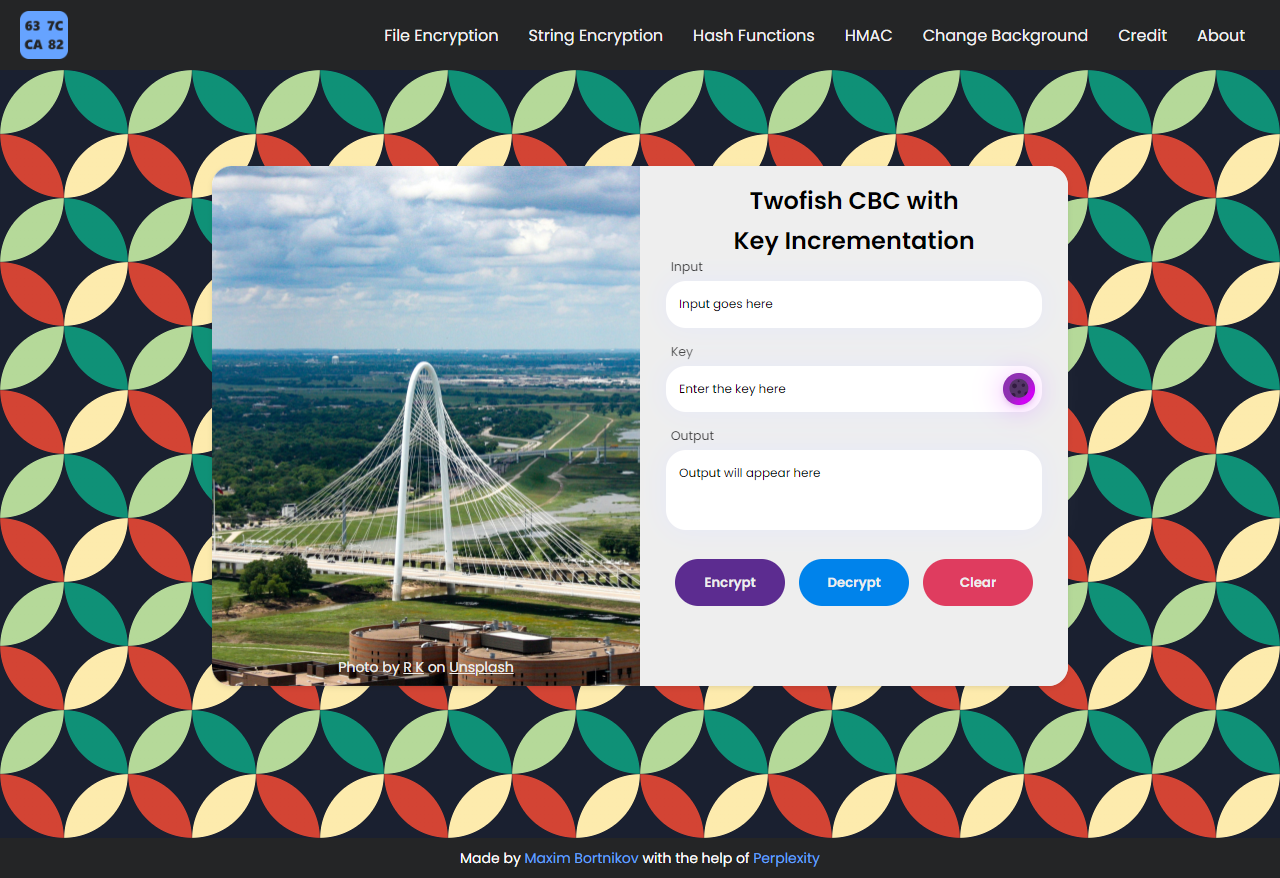 63 7C
CA 82
File Encryption String Encryption Hash Functions HMAC Change Background Credit About
Twofish CBC with
Key Incrementation
Input
Input goes here
Key
Enter the key here
Output
Output will appear here
Encrypt Decrypt Clear
Photo by R K on Unsplash
Made by Maxim Bortnikov with the help of Perplexity